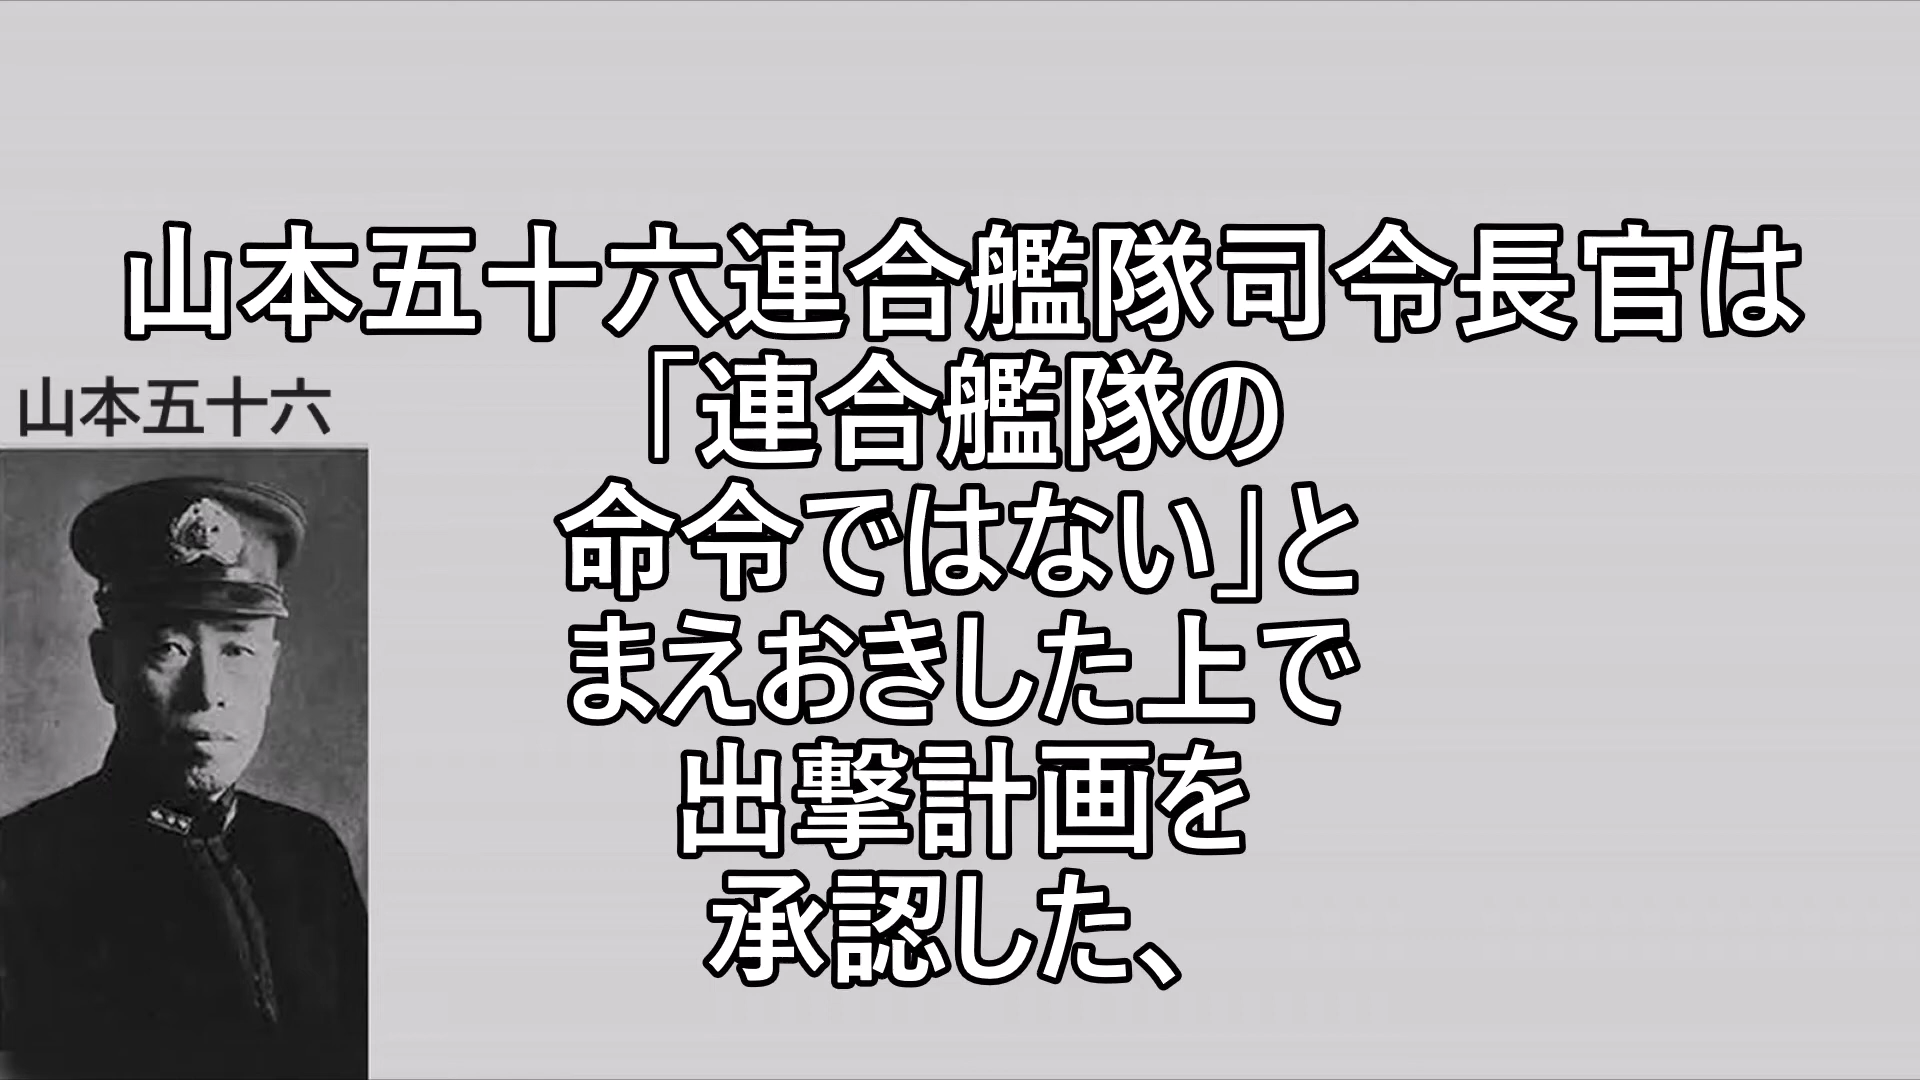 山本五十六連合艦隊司令長官は
「連合艦隊の
命令ではない」と
まえおきした上で
出撃計画を
承認した、
山本五十六